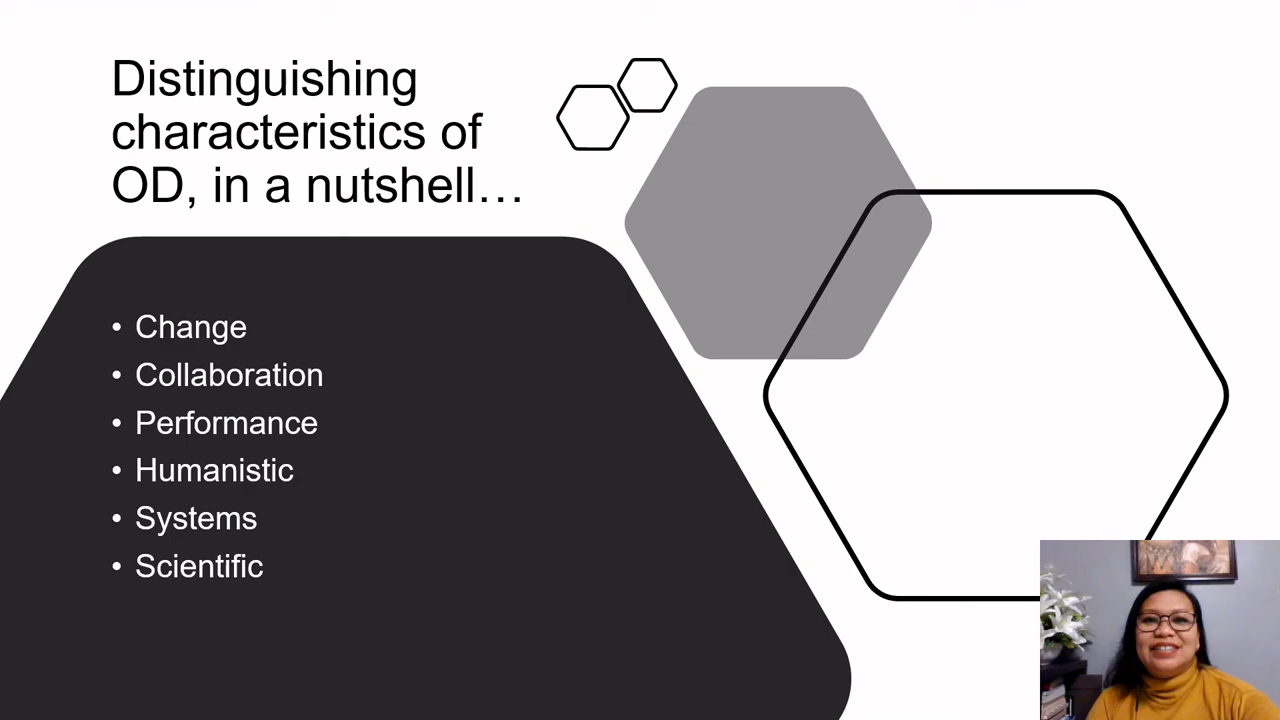 Distinguishing
characteristics of
OD, in a nutshell…
• Change
• Collaboration
• Performance
• Humanistic
• Systems
• Scientific